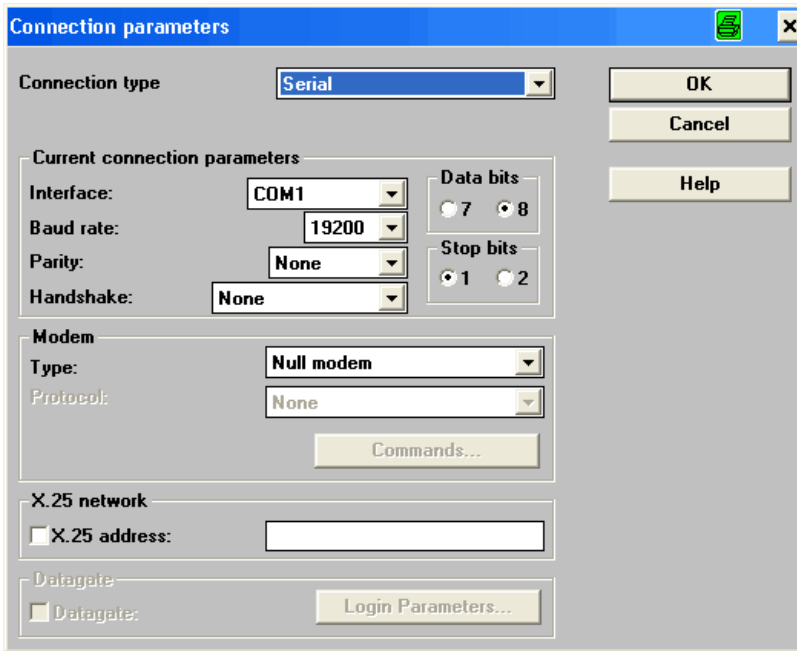 Connection parameters
Connection type
Serial
OK
Cancel
Help
Current connection parameters
Interface:
COM1
Baud rate:
19200
Parity:
None
Handshake:
None
Data bits
7
8
Stop bits
1
2
Modem
Type:
Null modem
Protocol:
None
Commands...
X.25 network
X.25 address:
Datagate
Datagate:
Login Parameters...